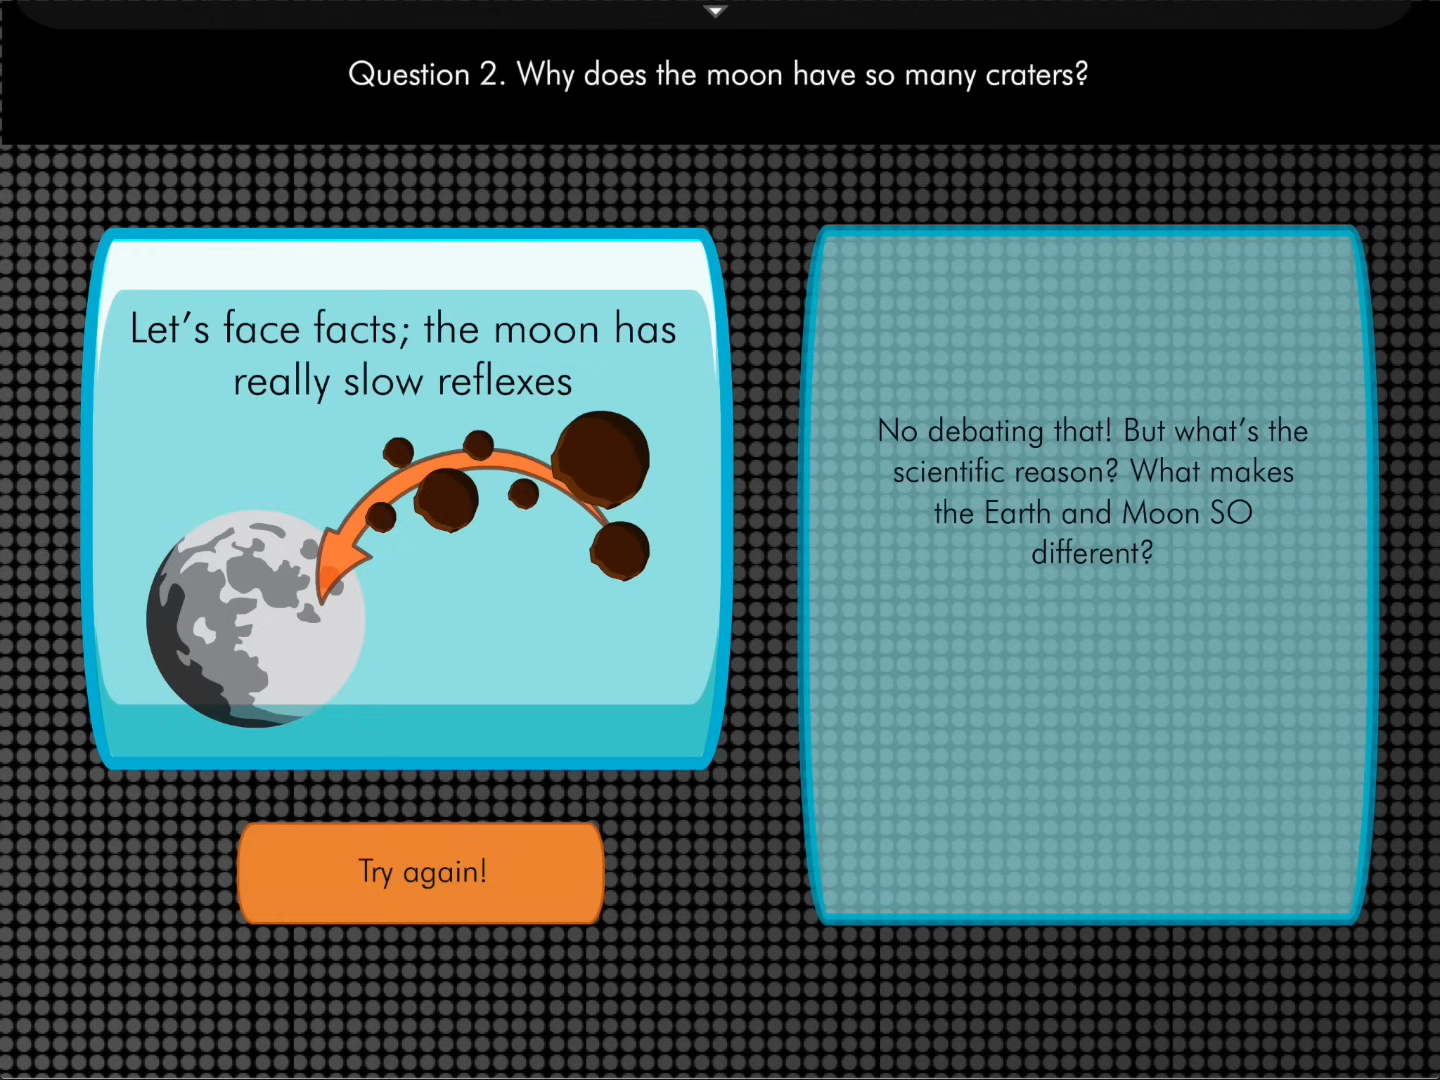 Question 2. Why does the moon have so many craters?
Let's face facts; the moon has
really slow reflexes
No debating that! But what's the
scientific reason? What makes
the Earth and Moon SO
different?
Try again!